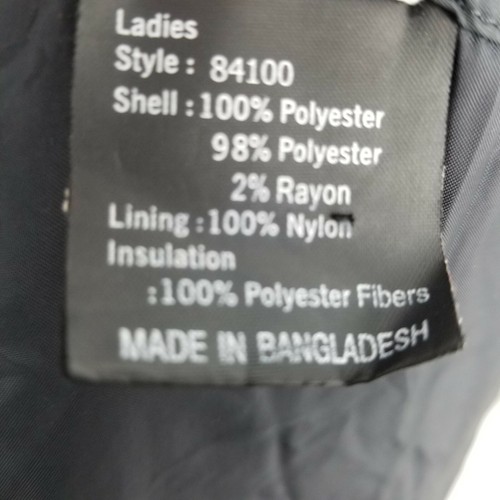 Ladies
Style : 84100
Shell : 100% Polyester
98% Polyester
2% Rayon
Lining : 100% Nylon
Insulation
: 100% Polyester Fibers
MADE IN BANGLADESH